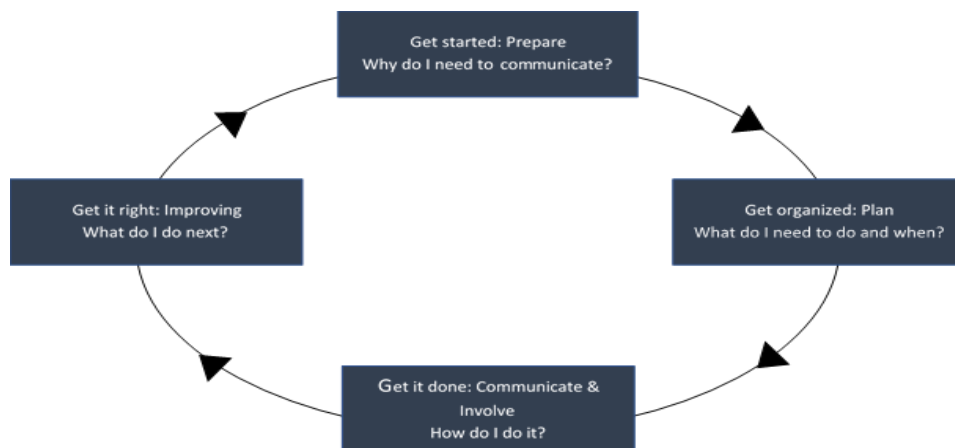 Get started: Prepare
Why do I need to communicate?
Get organized: Plan
What do I need to do and when?
Get it done: Communicate &
Involve
How do I do it?
Get it right: Improving
What do I do next?